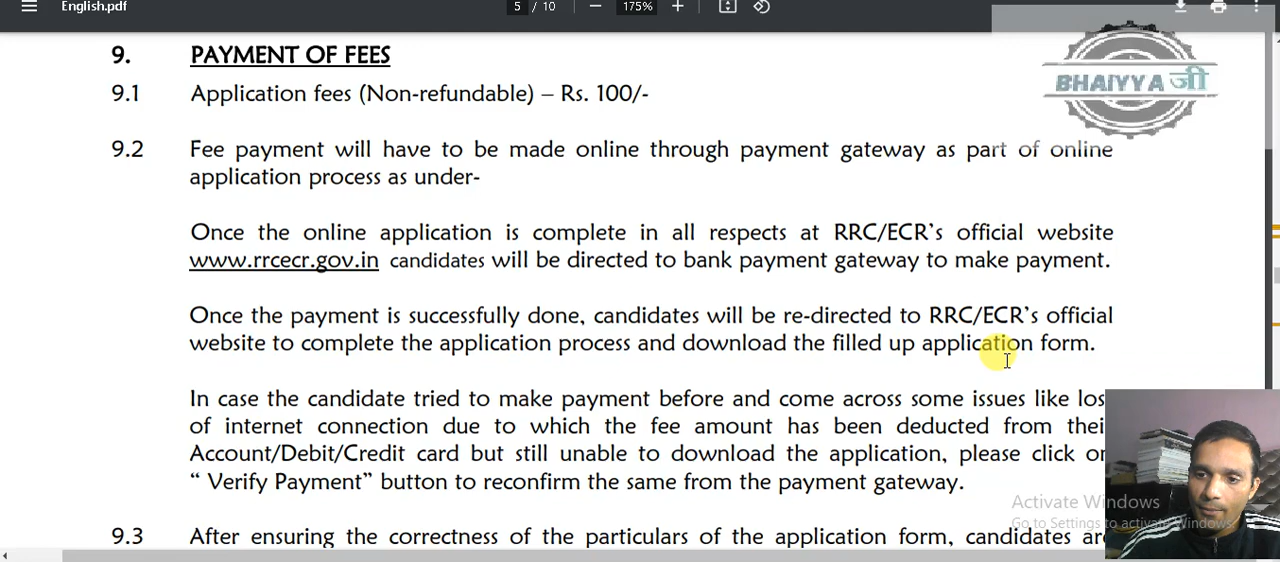 English.pdf
5 / 10
175%
BHAIYYA जी
9. PAYMENT OF FEES
9.1 Application fees (Non-refundable) – Rs. 100/-
9.2 Fee payment will have to be made online through payment gateway as part of online
application process as under-
Once the online application is complete in all respects at RRC/ECR's official website
www.rrcecr.gov.in candidates will be directed to bank payment gateway to make payment.
Once the payment is successfully done, candidates will be re-directed to RRC/ECR's official
website to complete the application process and download the filled up application form.
In case the candidate tried to make payment before and come across some issues like los
of internet connection due to which the fee amount has been deducted from thei
Account/Debit/Credit card but still unable to download the application, please click or
“ Verify Payment” button to reconfirm the same from the payment gateway.
Activate Windows
Go to Settings to activate Windows.
9.3 After ensuring the correctness of the particulars of the application form, candidates are